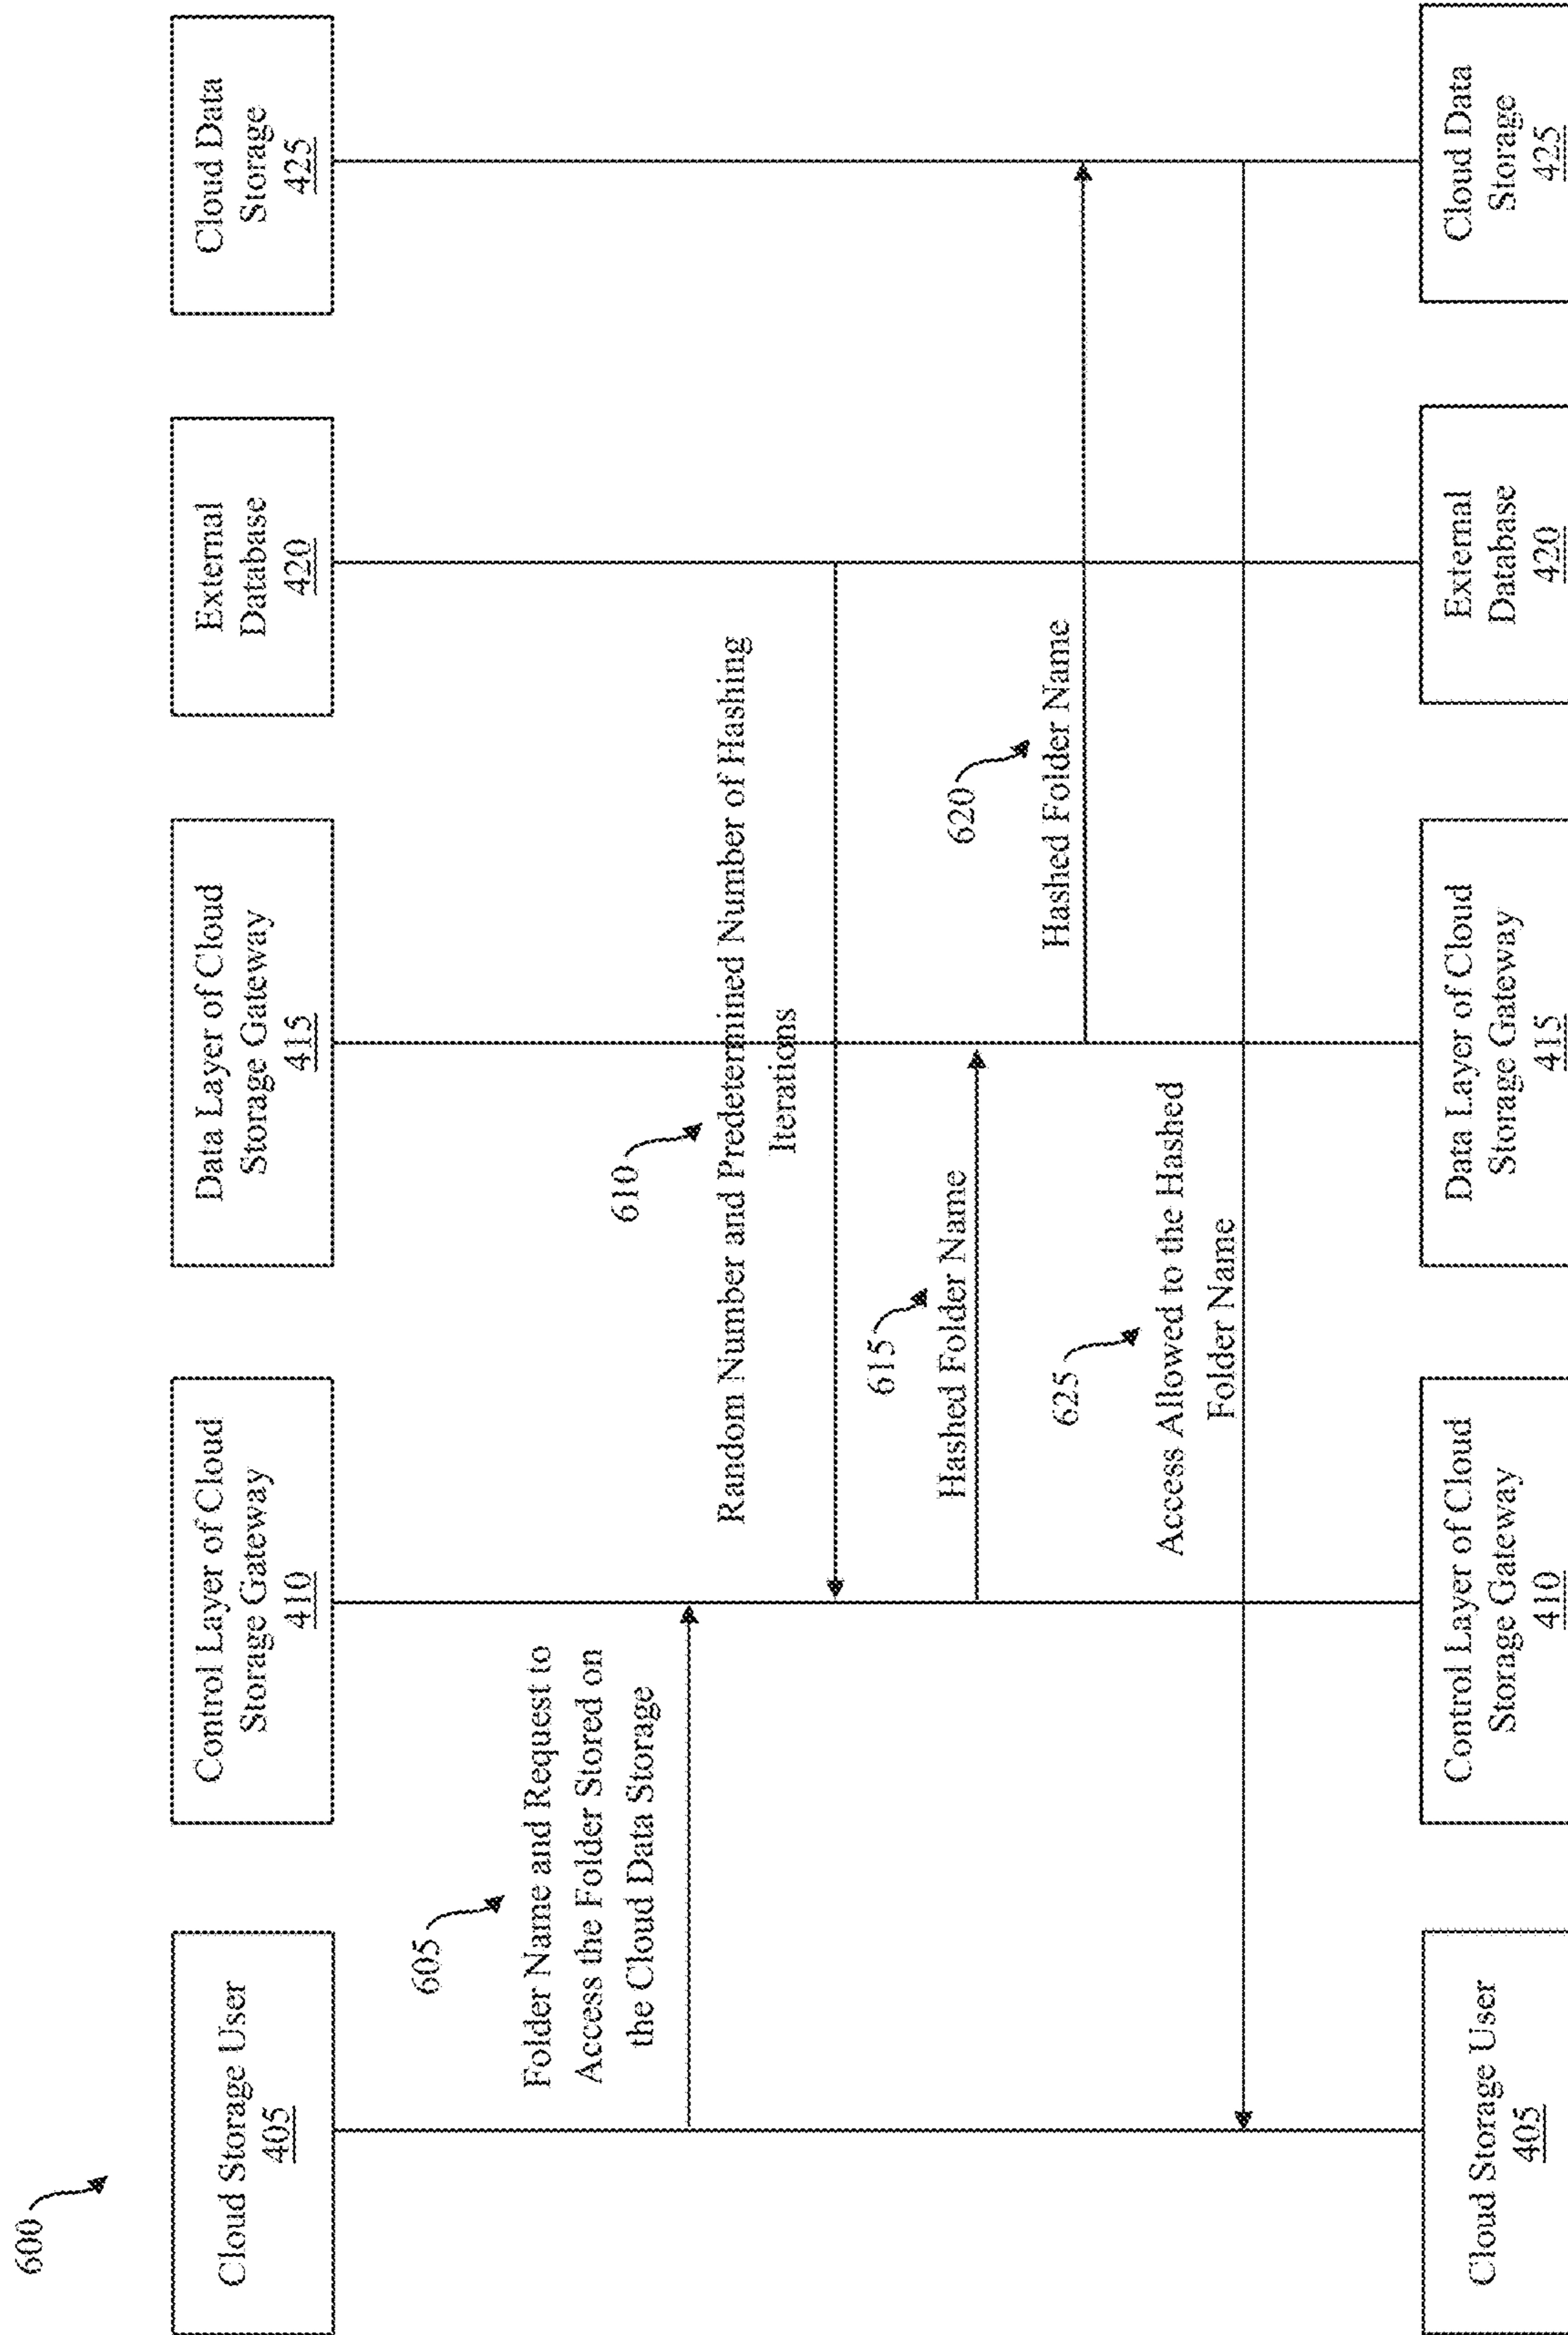 600
Cloud Storage User
405
Control Layer of Cloud
Storage Gateway
410
Data Layer of Cloud
Storage Gateway
415
External
Database
420
Cloud Data
Storage
425
605
Folder Name and Request to
Access the Folder Stored on
the Cloud Data Storage
610
Random Number and Predetermined Number of Hashing
Iterations
615
Hashed Folder Name
620
Hashed Folder Name
625
Access Allowed to the Hashed
Folder Name
Cloud Storage User
405
Control Layer of Cloud
Storage Gateway
410
Data Layer of Cloud
Storage Gateway
415
External
Database
420
Cloud Data
Storage
425